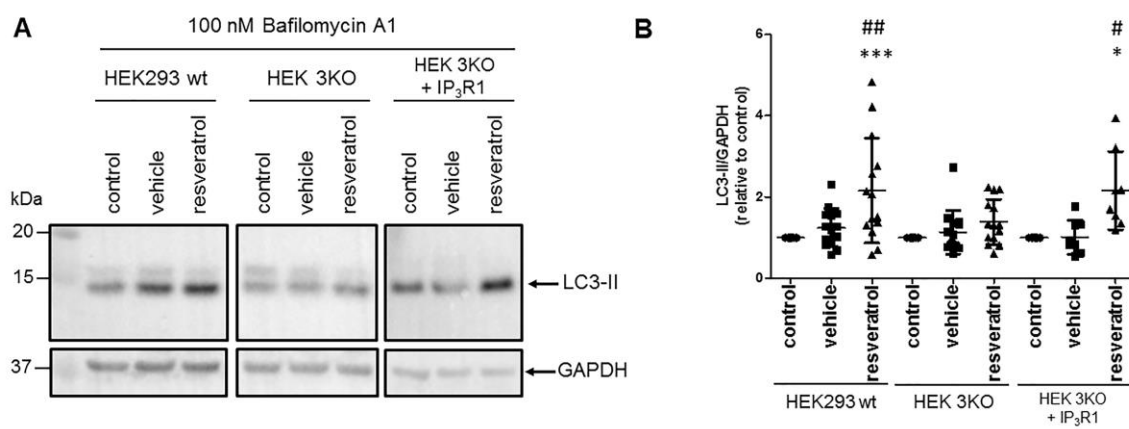 A
100 nM Bafilomycin A1
HEK293 wt
HEK 3KO
HEK 3KO
+ IP₃R1
control
vehicle
resveratrol
control
vehicle
resveratrol
control
vehicle
resveratrol
kDa
20
15
37
LC3-II
GAPDH
B
##
***
#
*
LC3-II/GAPDH
(relative to control)
6
4
2
0
control
vehicle
resveratrol
control
vehicle
resveratrol
control
vehicle
resveratrol
HEK293 wt
HEK 3KO
HEK 3KO
+ IP₃R1